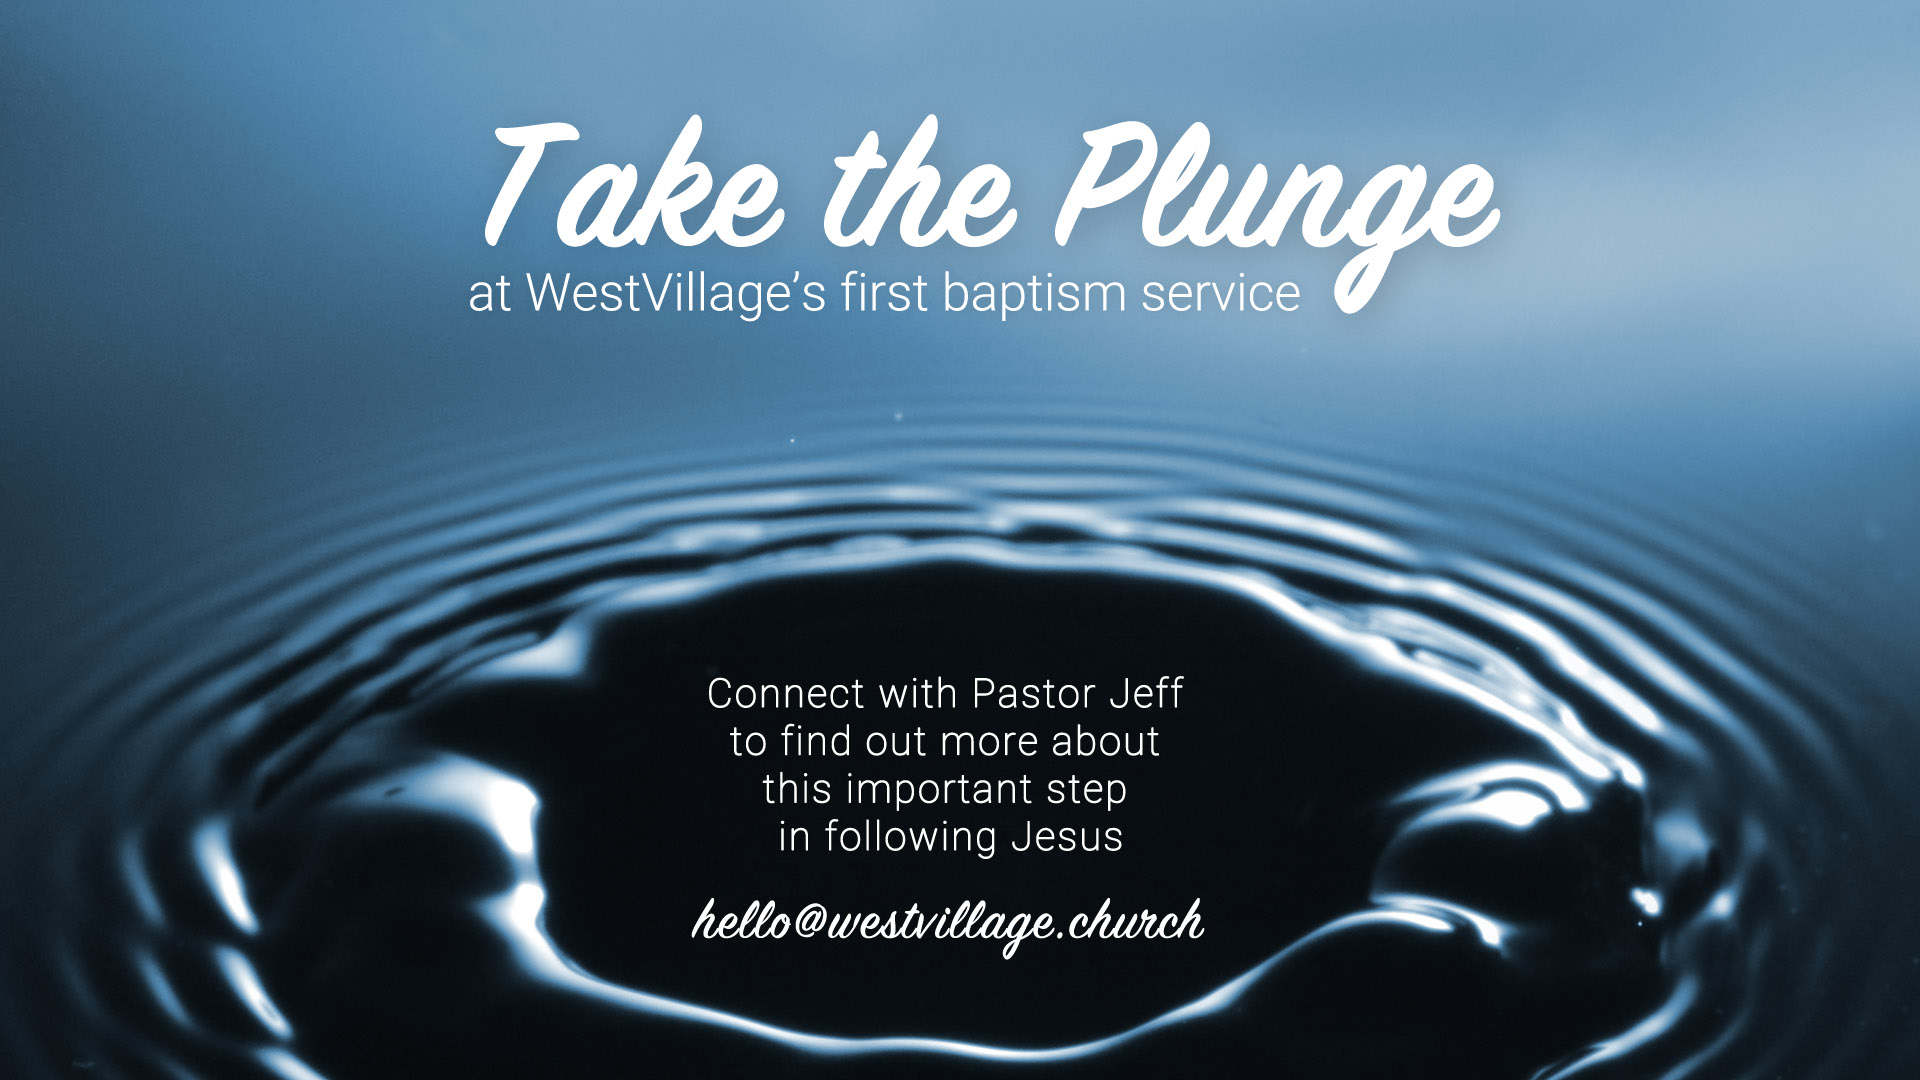 Take the Plunge
at WestVillage’s first baptism service
Connect with Pastor Jeff
to find out more about
this important step
in following Jesus
hello@westvillage.church